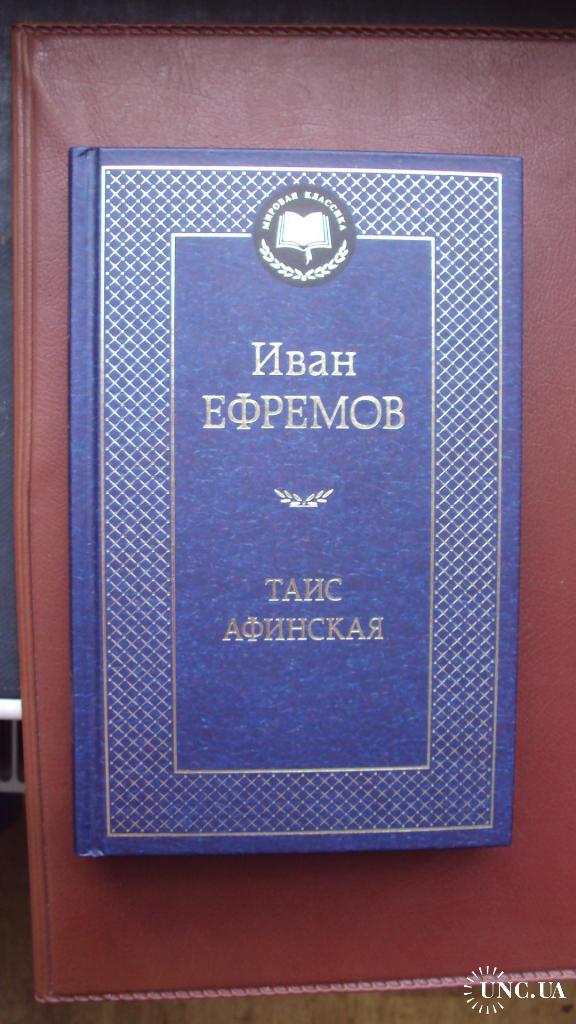 МИРОВАЯ КЛАССИКА
Иван
ЕФРЕМОВ
ТАИС
АФИНСКАЯ
UNC.UA